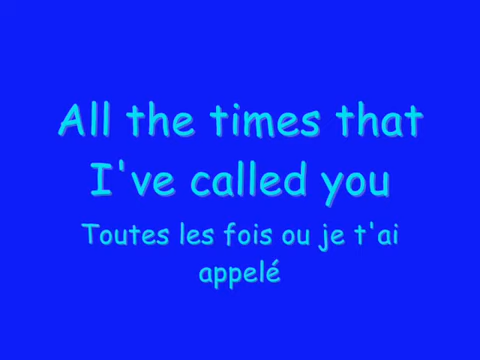 All the times that
I've called you
Toutes les fois ou je t'ai
appelé